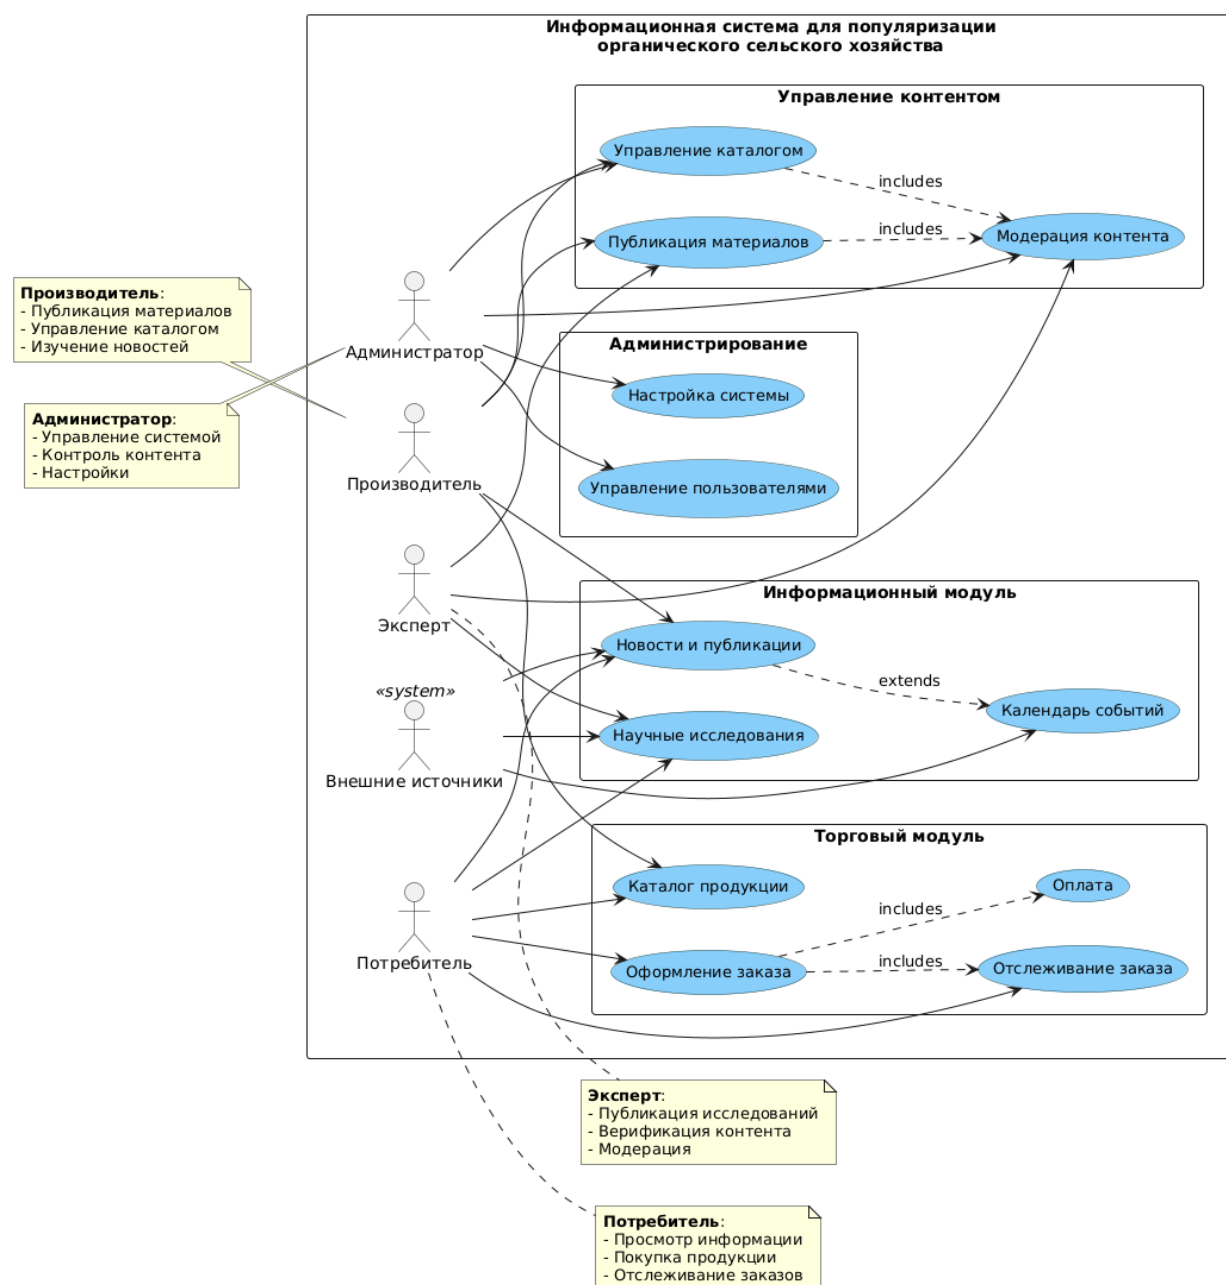 Информационная система для популяризации
органического сельского хозяйства
Управление контентом
Управление каталогом
includes
Публикация материалов
includes
Модерация контента
Производитель:
- Публикация материалов
- Управление каталогом
- Изучение новостей
Администратор
Администрирование
Настройка системы
Администратор:
- Управление системой
- Контроль контента
- Настройки
Производитель
Управление пользователями
Эксперт
Информационный модуль
Новости и публикации
extends
«system»
Календарь событий
Научные исследования
Внешние источники
Торговый модуль
Каталог продукции
Оплата
includes
Потребитель
Оформление заказа
includes
Отслеживание заказа
Эксперт:
- Публикация исследований
- Верификация контента
- Модерация
Потребитель:
- Просмотр информации
- Покупка продукции
- Отслеживание заказов